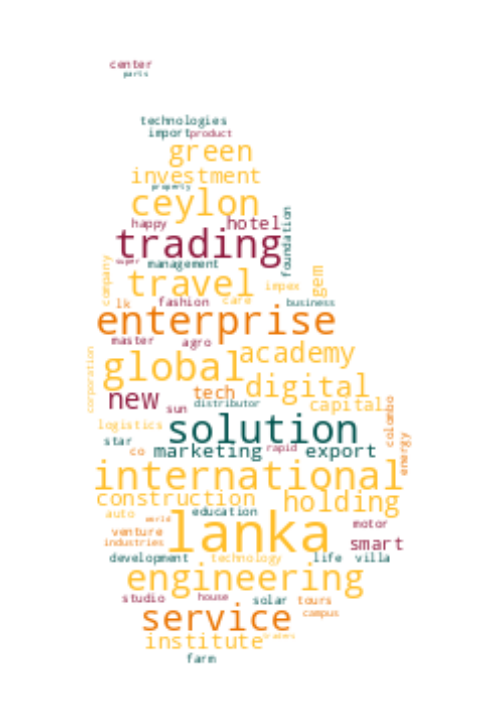 center
parts
technologies
import product
green
investment
property
ceylon
happy hotel
foundation
trading
super management
company
travel
gem
impex
lk fashion care business
enterprise
master agro
global academy
corporation
tech digital
new sun distributor capital
colombo
logistics solution
star
co marketing rapid export
energy
international
construction holding
auto education
world lanka motor
venture
industries smart
development technology life villa
engineering
studio house solar tours
service campus
institute
farm